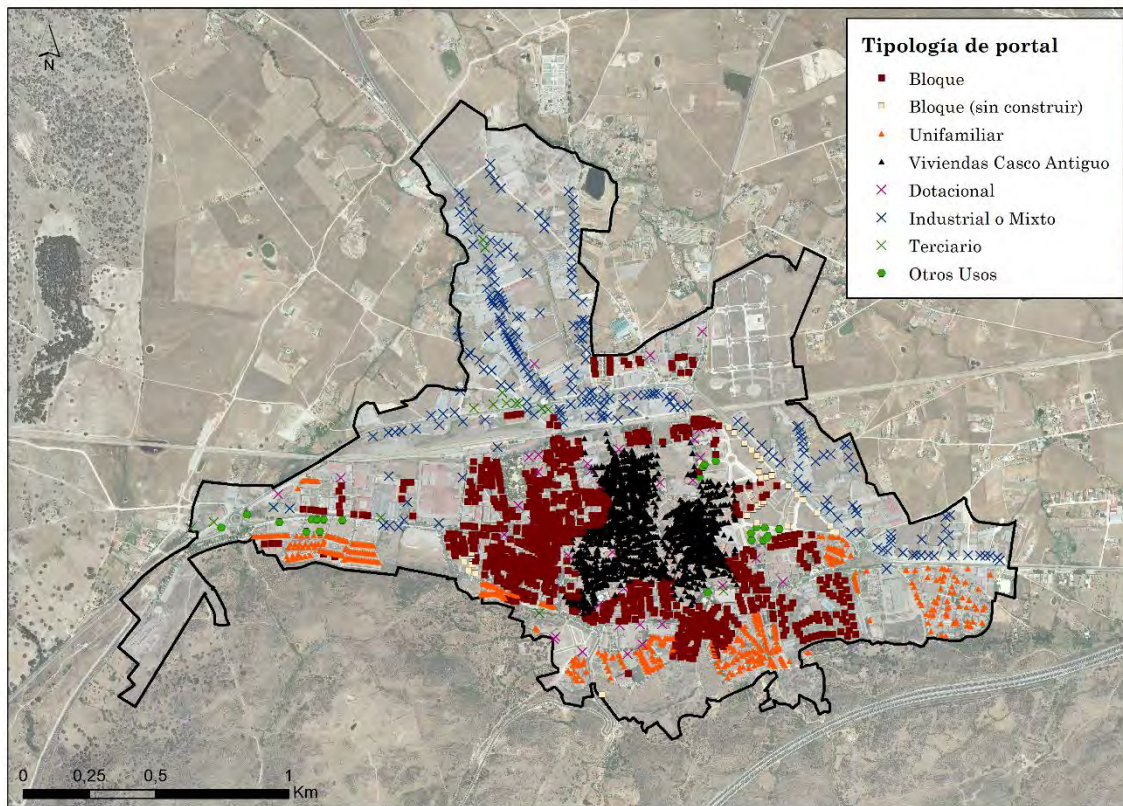 N
Tipología de portal
Bloque
Bloque (sin construir)
Unifamiliar
Viviendas Casco Antiguo
Dotacional
Industrial o Mixto
Terciario
Otros Usos
0 0,25 0,5 1
Km